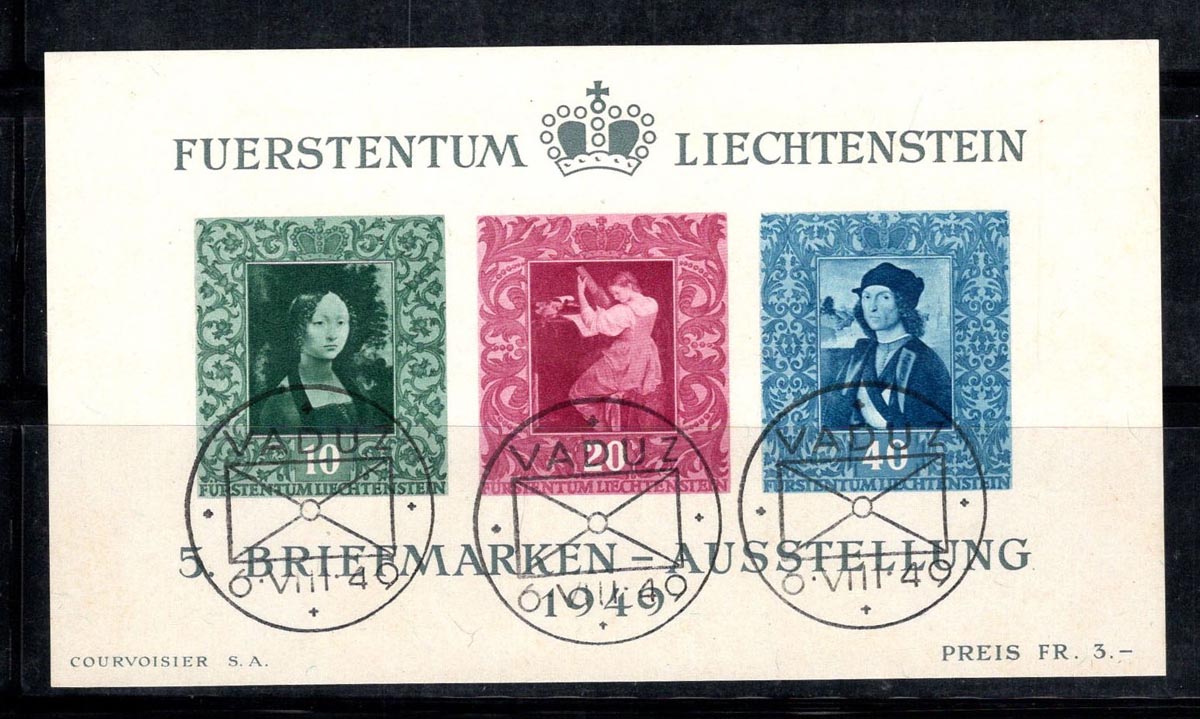 FUERSTENTUM LIECHTENSTEIN
10
FÜRSTENTUM LIECHTENSTEIN
20
FÜRSTENTUM LIECHTENSTEIN
40
FÜRSTENTUM LIECHTENSTEIN
VADUZ
6·VIII·49
VADUZ
6·VIII·49
VADUZ
6·VIII·49
5. BRIEFMARKEN – AUSSTELLUNG
1949
COURVOISIER S.A.
PREIS FR. 3.–